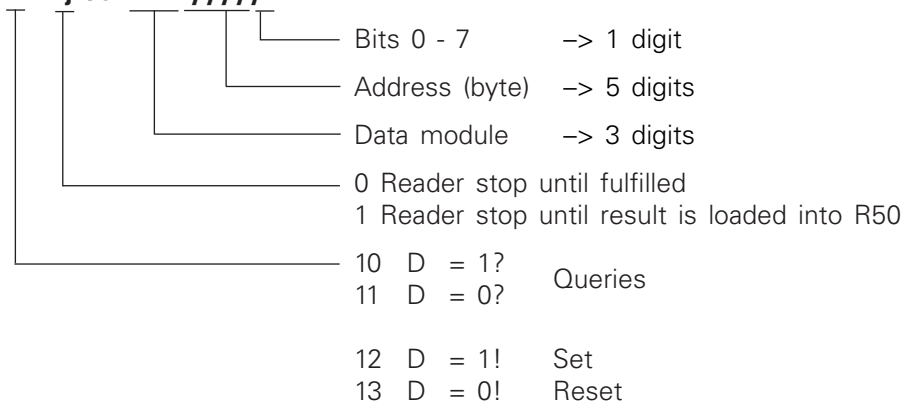 Bits 0 - 7 –> 1 digit
Address (byte) –> 5 digits
Data module –> 3 digits
0 Reader stop until fulfilled
1 Reader stop until result is loaded into R50
10 D = 1?
Queries
11 D = 0?
12 D = 1! Set
13 D = 0! Reset